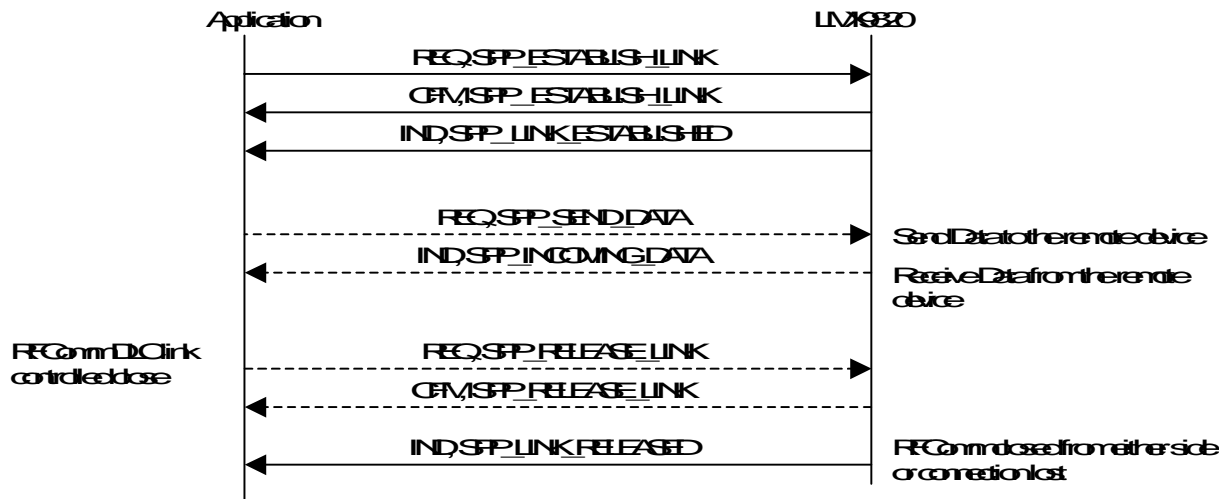 Application
LMX9820
REQ,SPP_ESTABLISH_LINK
CFM,SPP_ESTABLISH_LINK
IND,SPP_LINK_ESTABLISHED
REQ,SPP_SEND_DATA
Send Data to the remote device
IND,SPP_INCOMING_DATA
Receive Data from the remote
device
RFComm DLC link
controlled close
REQ,SPP_RELEASE_LINK
CFM,SPP_RELEASE_LINK
IND,SPP_LINK_RELEASED
RFComm closed from either side
or connection lost